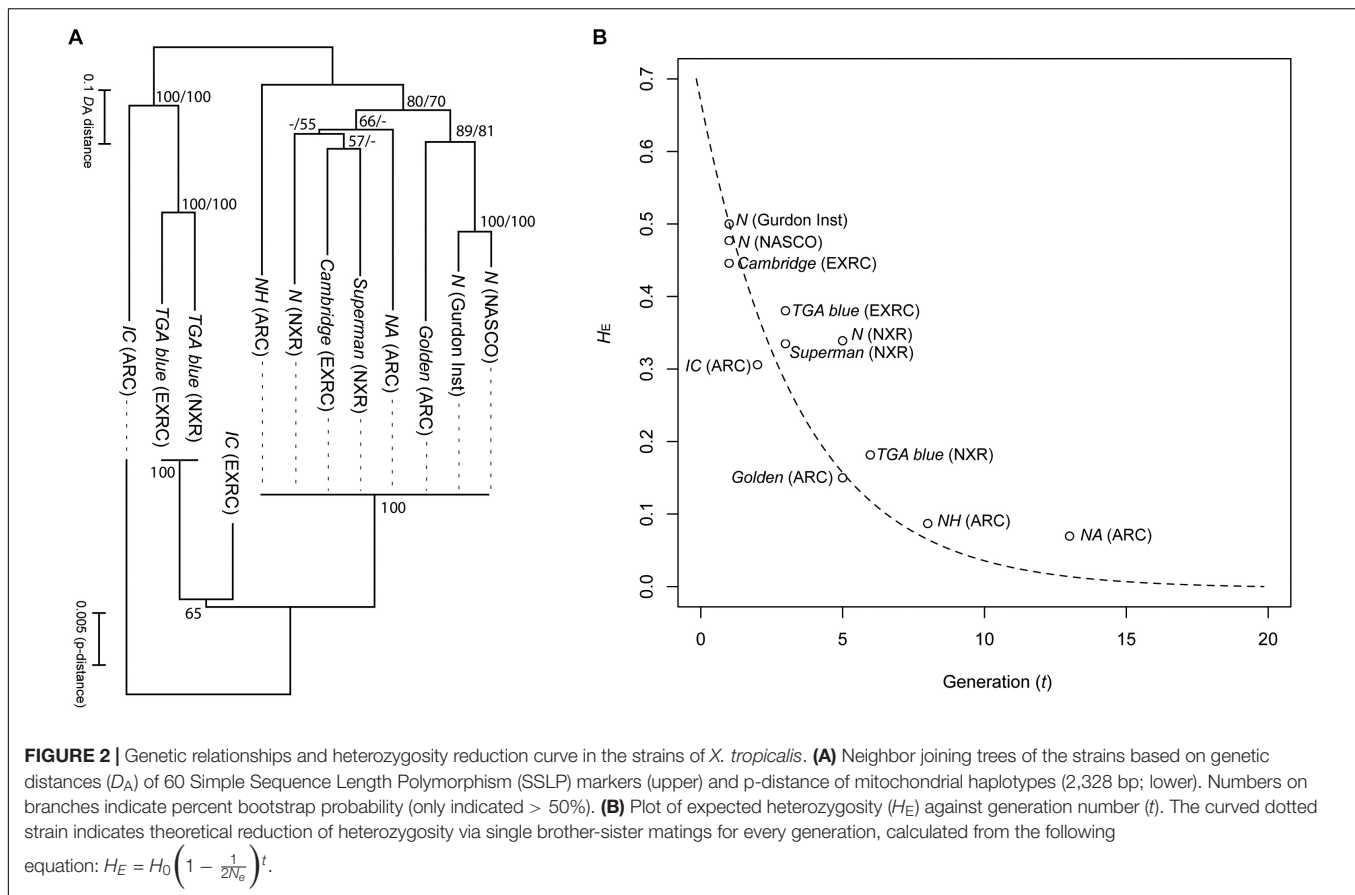 A
0.1 DA distance
100/100
100/100
80/70
-/55
66/-
57/-
89/81
100/100
IC (ARC)
TGA blue (EXRC)
TGA blue (NXR)
NH (ARC)
N (NXR)
Cambridge (EXRC)
Superman (NXR)
NA (ARC)
Golden (ARC)
N (Gurdon Inst)
N (NASCO)
IC (EXRC)
100
100
65
0.005 (p-distance)
B
HE
0.7
0.6
0.5
0.4
0.3
0.2
0.1
0.0
N (Gurdon Inst)
N (NASCO)
Cambridge (EXRC)
TGA blue (EXRC)
N (NXR)
Superman (NXR)
IC (ARC)
TGA blue (NXR)
Golden (ARC)
NH (ARC)
NA (ARC)
0 5 10 15 20
Generation (t)
FIGURE 2 | Genetic relationships and heterozygosity reduction curve in the strains of X. tropicalis. (A) Neighbor joining trees of the strains based on genetic
distances (DA) of 60 Simple Sequence Length Polymorphism (SSLP) markers (upper) and p-distance of mitochondrial haplotypes (2,328 bp; lower). Numbers on
branches indicate percent bootstrap probability (only indicated > 50%). (B) Plot of expected heterozygosity (HE) against generation number (t). The curved dotted
strain indicates theoretical reduction of heterozygosity via single brother-sister matings for every generation, calculated from the following
equation: HE = H0(1 − 1/2Ne)^t.